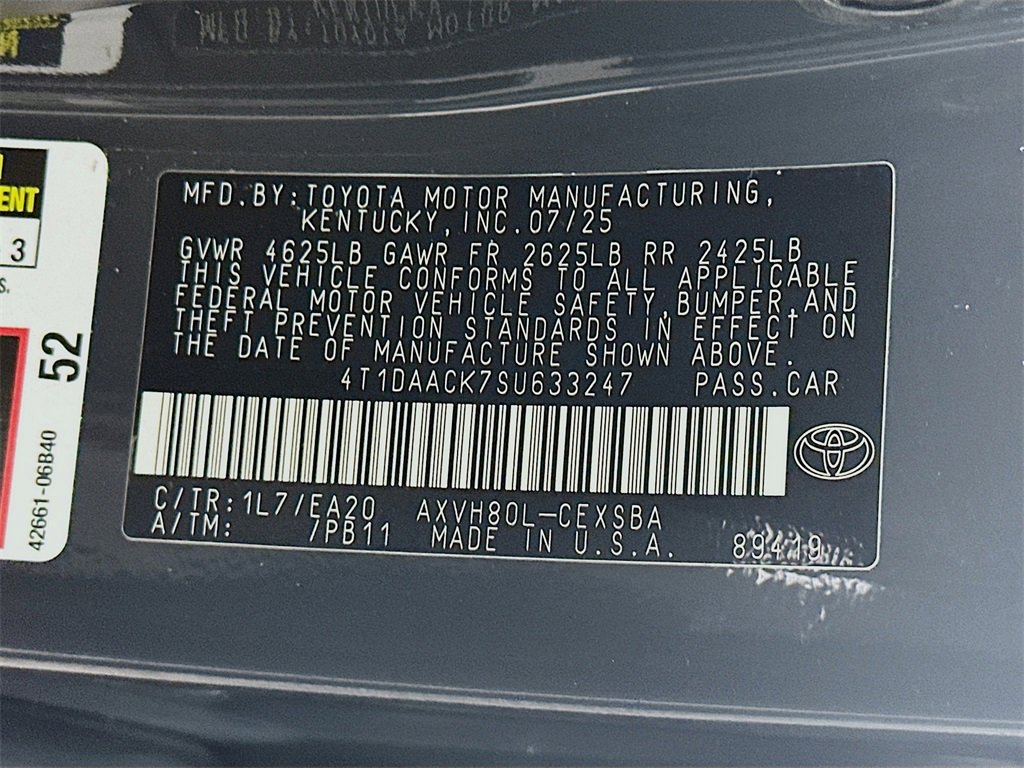 MFD.BY:TOYOTA MOTOR MANUFACTURING,
KENTUCKY, INC. 07/25
GVWR 4625LB GAWR FR 2625LB RR 2425LB
THIS VEHICLE CONFORMS TO ALL APPLICABLE
FEDERAL MOTOR VEHICLE SAFETY,BUMPER,AND
THEFT PREVENTION STANDARDS IN EFFECT ON
THE DATE OF MANUFACTURE SHOWN ABOVE.
4T1DAACK7SU633247 PASS.CAR
C/TR:1L7/EA20 AXVH80L-CEXSBA
A/TM: /PB11 MADE IN U.S.A. 89419
3
52
42661-06B40